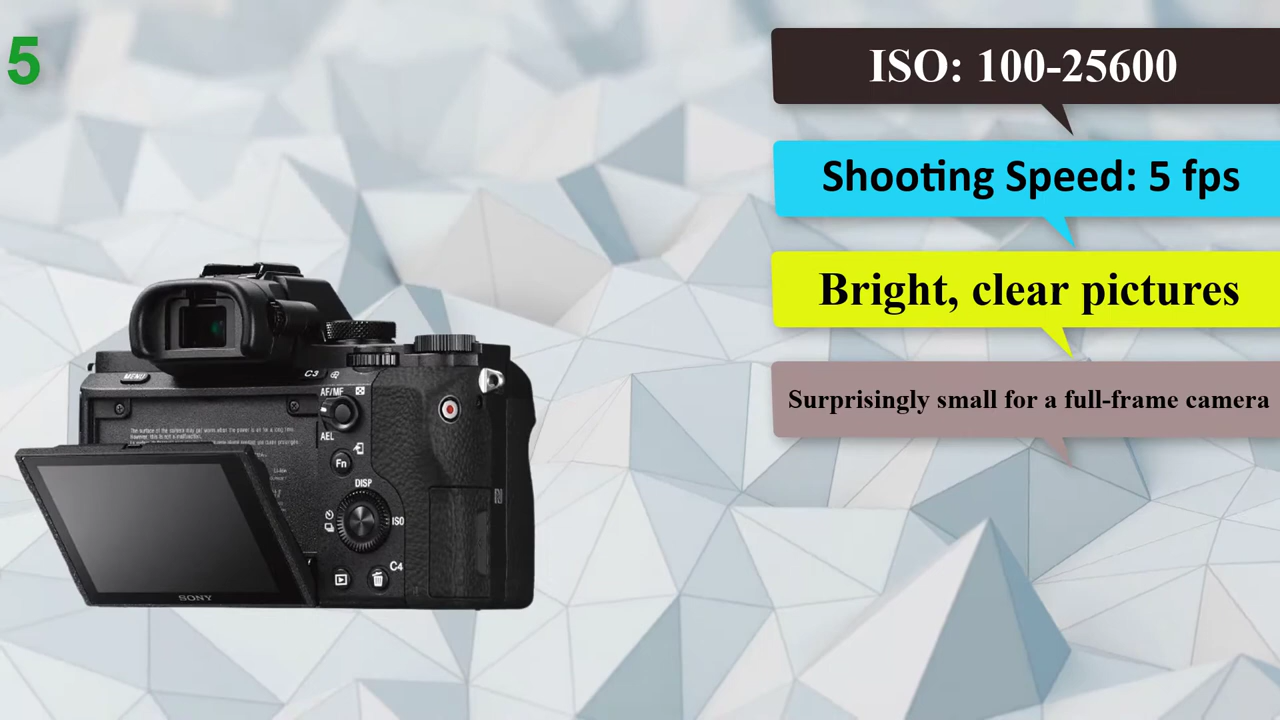 5
ISO: 100-25600
Shooting Speed: 5 fps
Bright, clear pictures
Surprisingly small for a full-frame camera
MENU
C3
AF/MF
AEL
Fn
DISP
ISO
C4
SONY